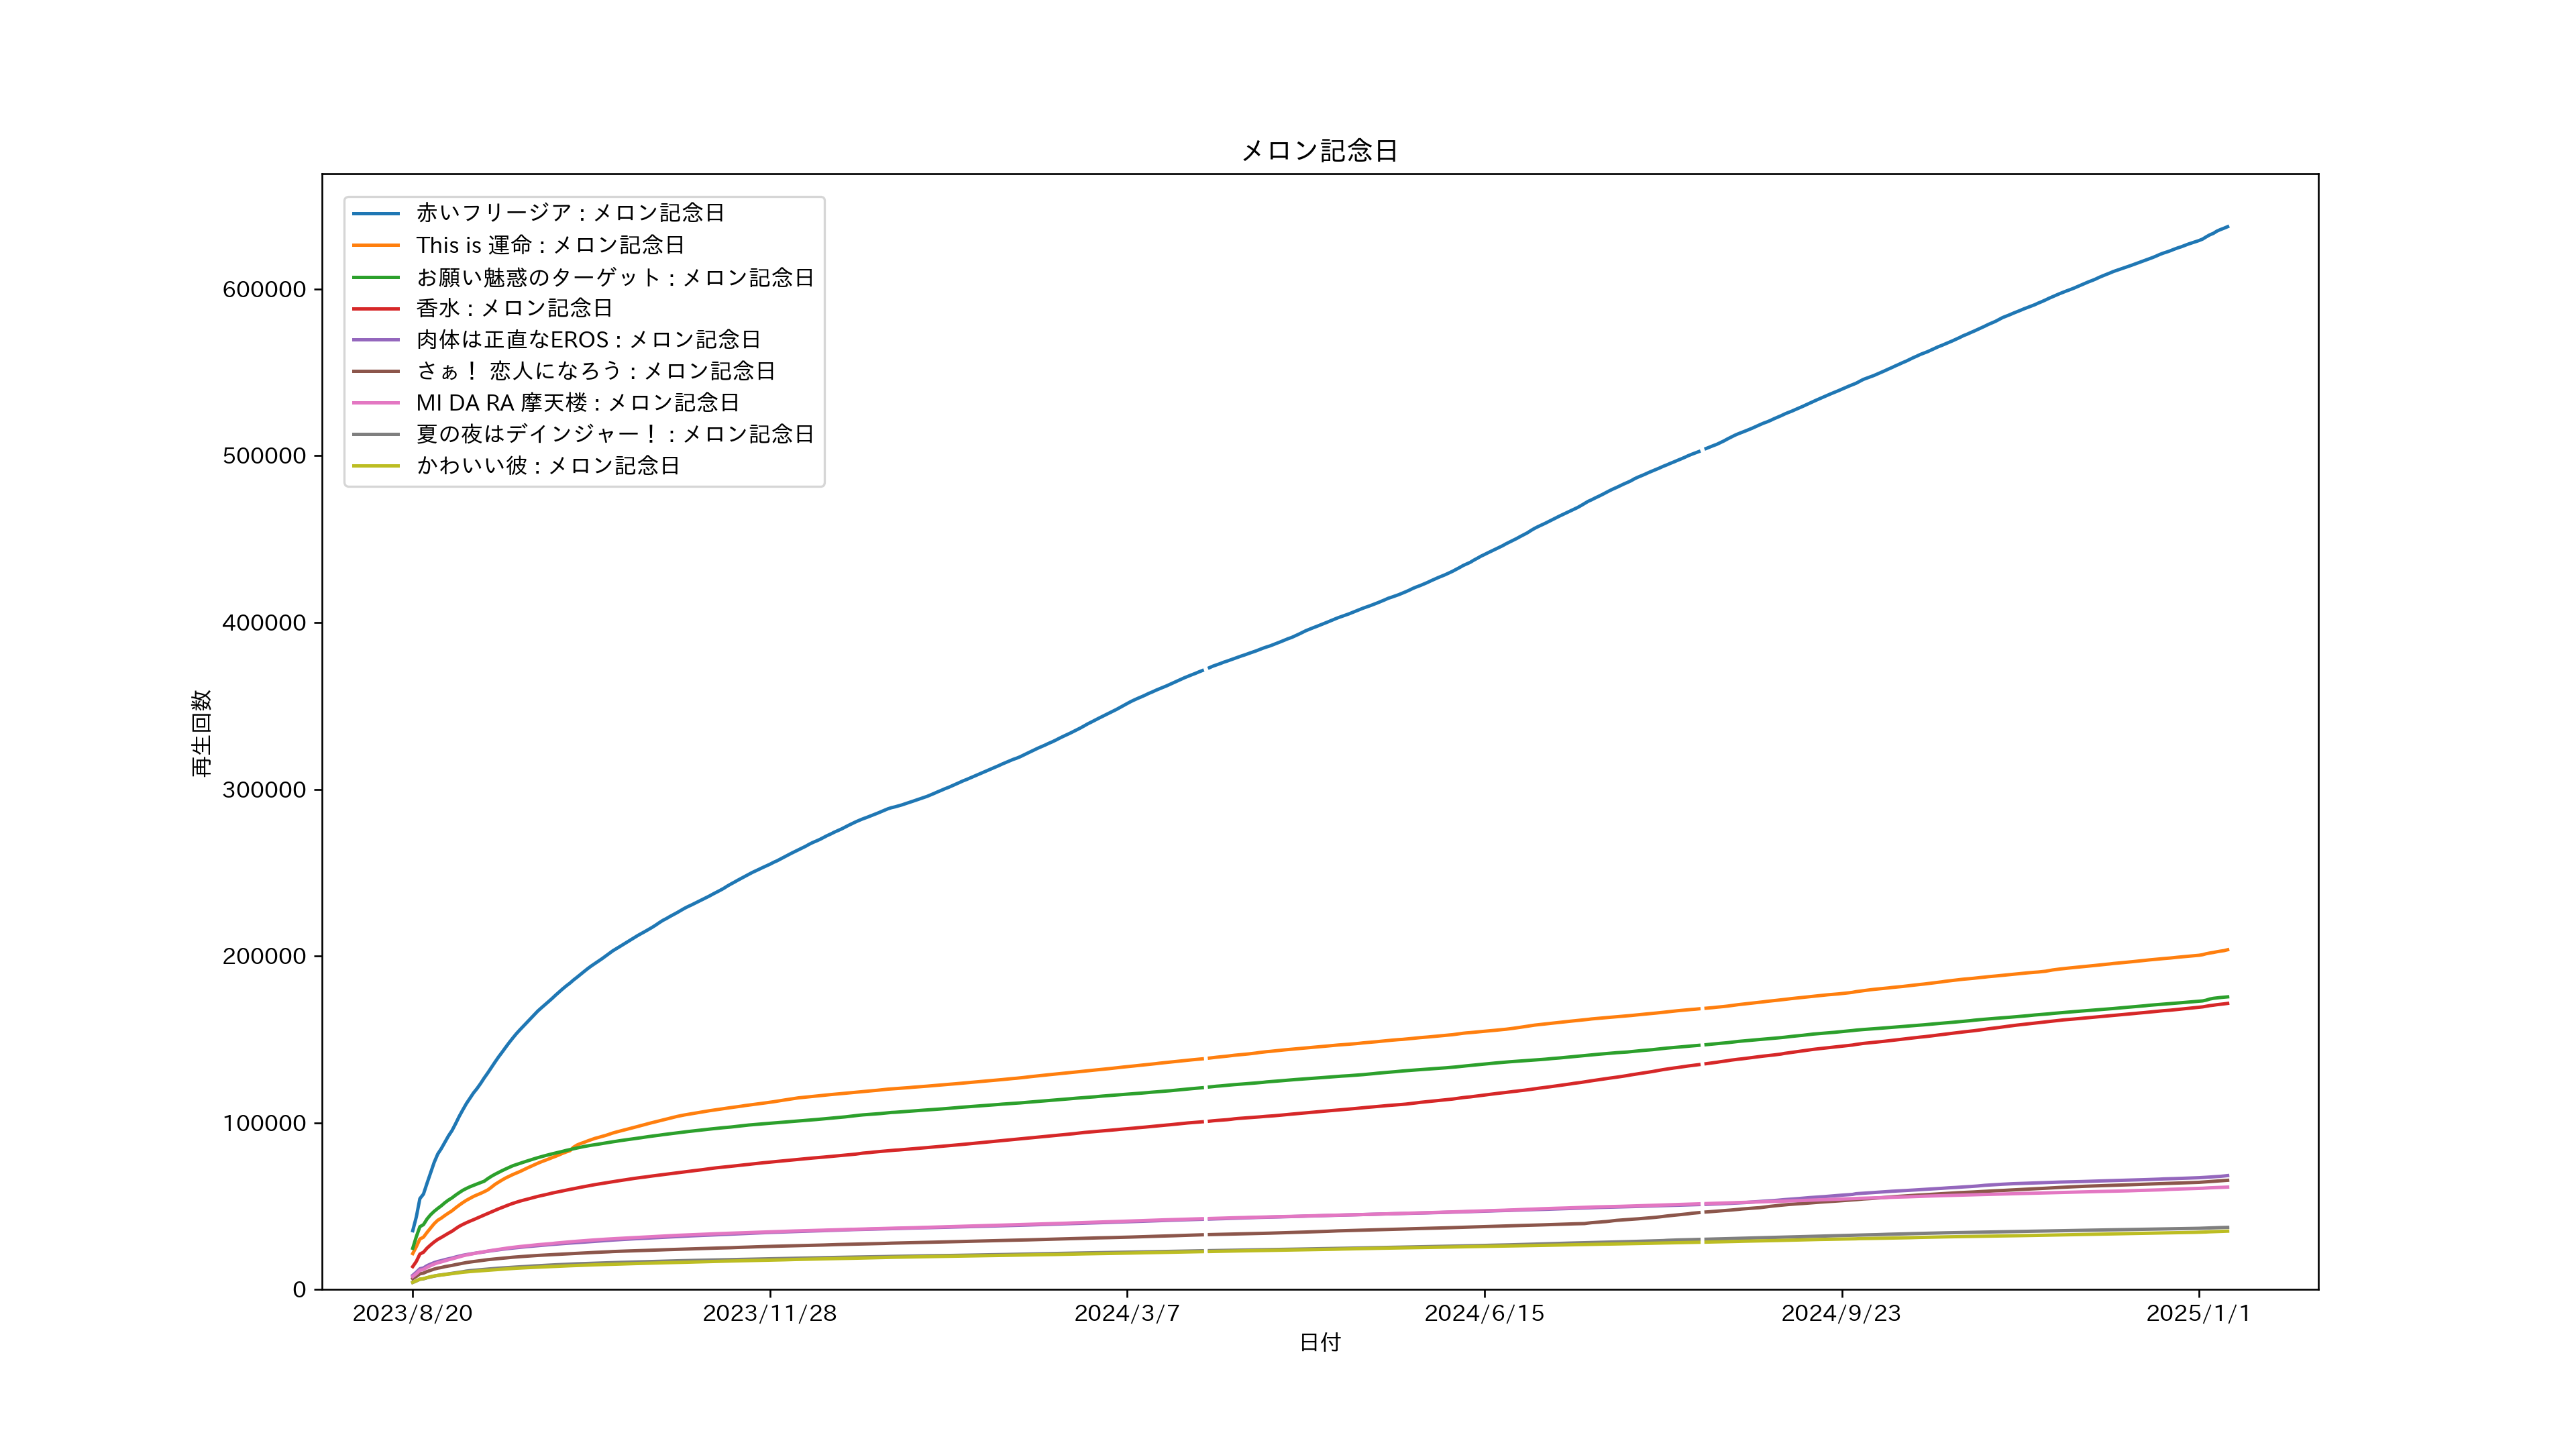 メロン記念日
赤いフリージア : メロン記念日
This is 運命 : メロン記念日
お願い魅惑のターゲット : メロン記念日
香水 : メロン記念日
肉体は正直なEROS : メロン記念日
さぁ！ 恋人になろう : メロン記念日
MI DA RA 摩天楼 : メロン記念日
夏の夜はデインジャー！ : メロン記念日
かわいい彼 : メロン記念日
600000
500000
400000
300000
200000
100000
0
再生回数
2023/8/20
2023/11/28
2024/3/7
2024/6/15
2024/9/23
2025/1/1
日付